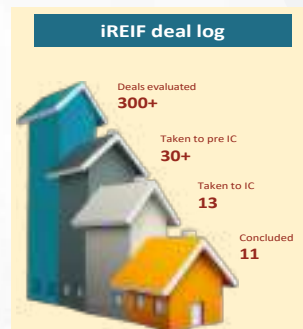 iREIF deal log
Deals evaluated
300+
Taken to pre IC
30+
Taken to IC
13
Concluded
11